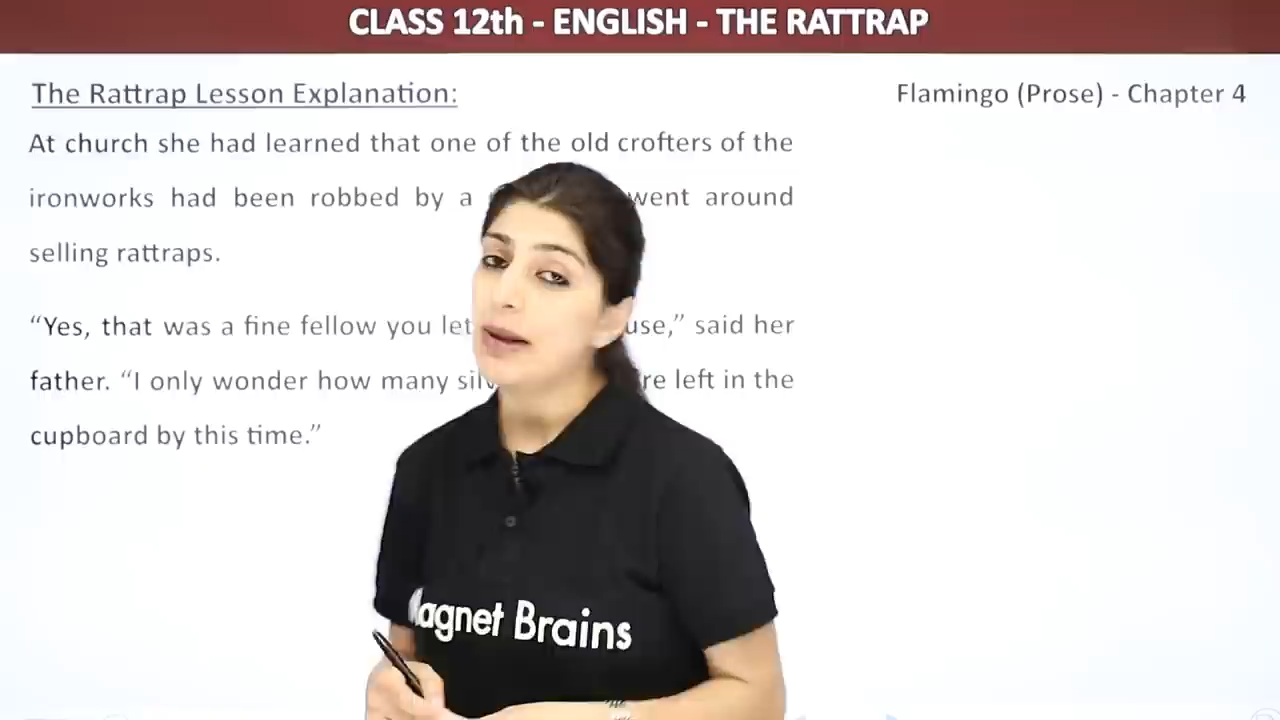 CLASS 12th - ENGLISH - THE RATTRAP
The Rattrap Lesson Explanation:
Flamingo (Prose) - Chapter 4
At church she had learned that one of the old crofters of the
ironworks had been robbed by a went around
selling rattraps.
“Yes, that was a fine fellow you let said her
father. “I only wonder how many left in the
cupboard by this time.”
Magnet Brains